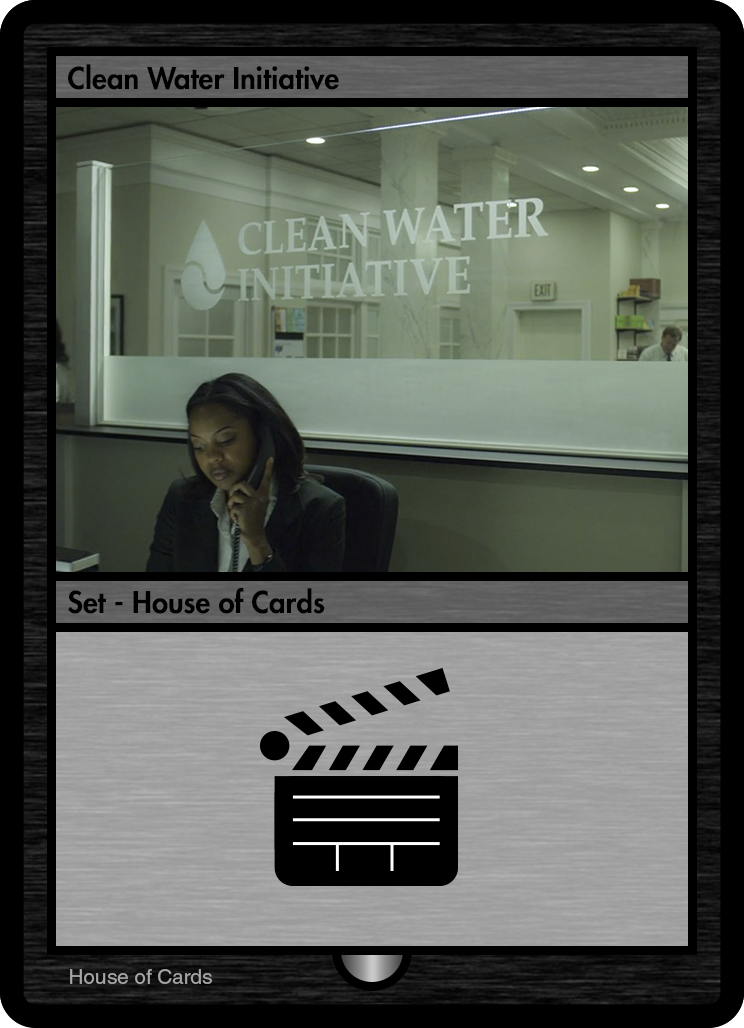 Clean Water Initiative
CLEAN WATER
INITIATIVE
EXIT
Set - House of Cards
House of Cards